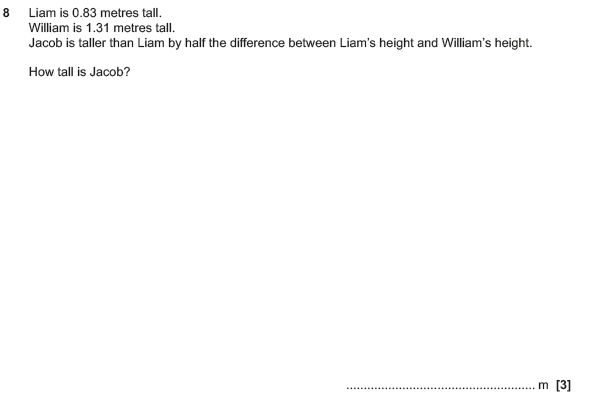 8 Liam is 0.83 metres tall.
William is 1.31 metres tall.
Jacob is taller than Liam by half the difference between Liam's height and William's height.
How tall is Jacob?
...................................................... m [3]